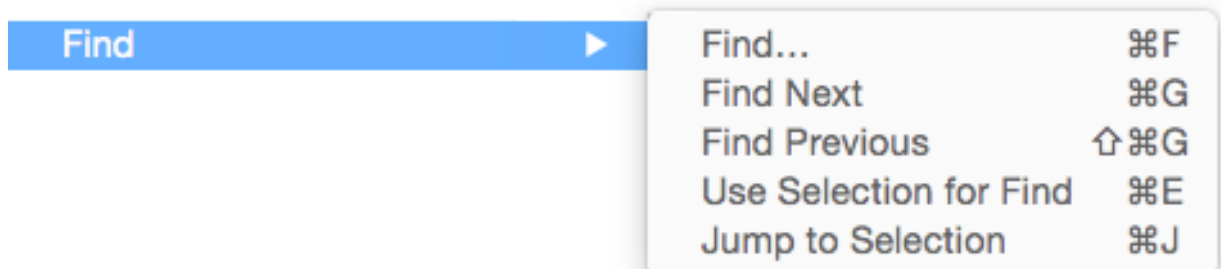 Find ▶ Find... ⌘F
Find Next ⌘G
Find Previous ⇧⌘G
Use Selection for Find ⌘E
Jump to Selection ⌘J